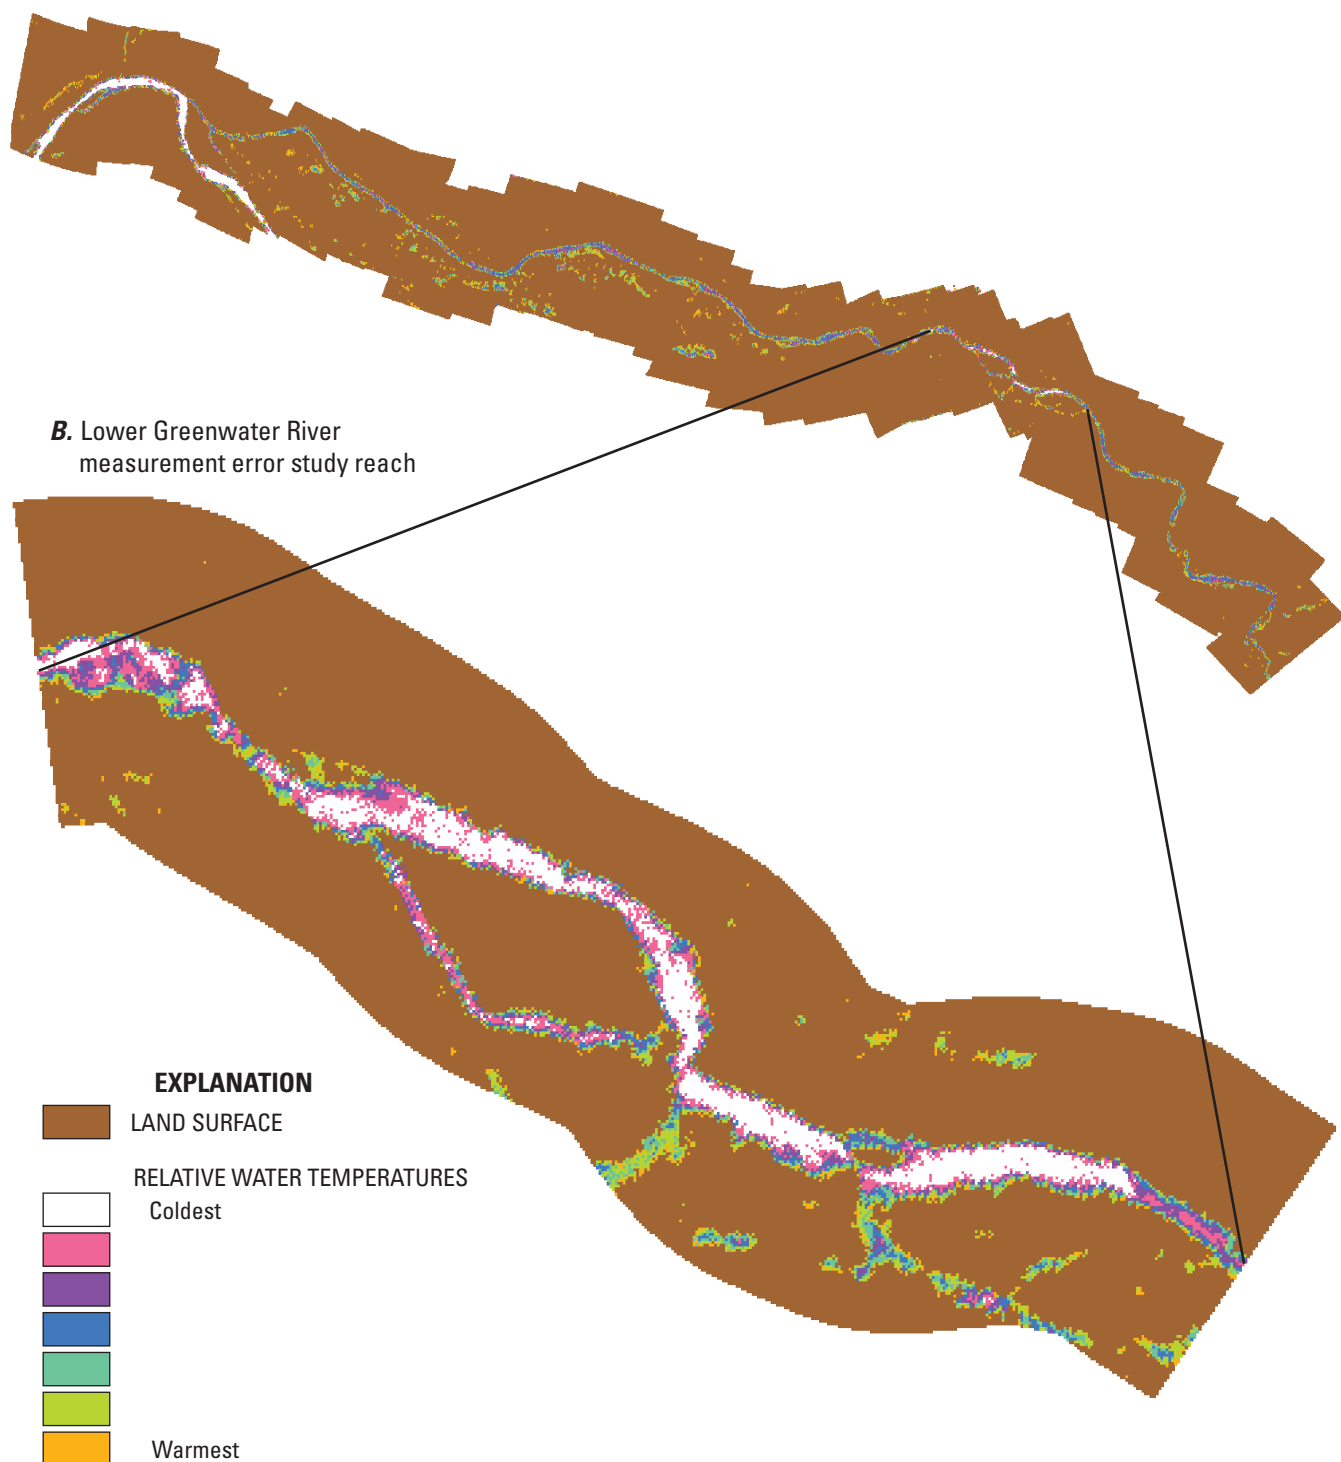 B. Lower Greenwater River
measurement error study reach
EXPLANATION
LAND SURFACE
RELATIVE WATER TEMPERATURES
Coldest
Warmest